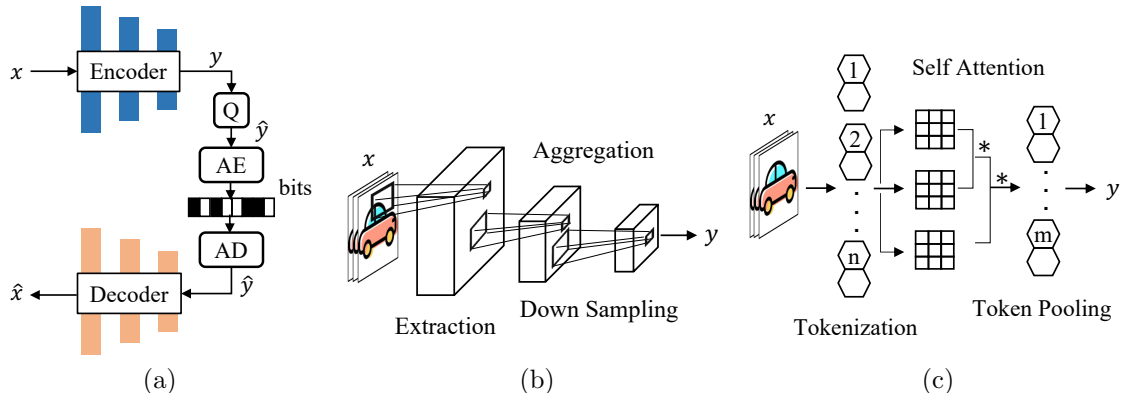 x
Encoder
y
Q
ŷ
AE
bits
AD
ŷ
Decoder
x̂
(a)
x
Aggregation
y
Extraction
Down Sampling
(b)
Self Attention
x
1
2
n
*
*
1
m
y
Tokenization
Token Pooling
(c)